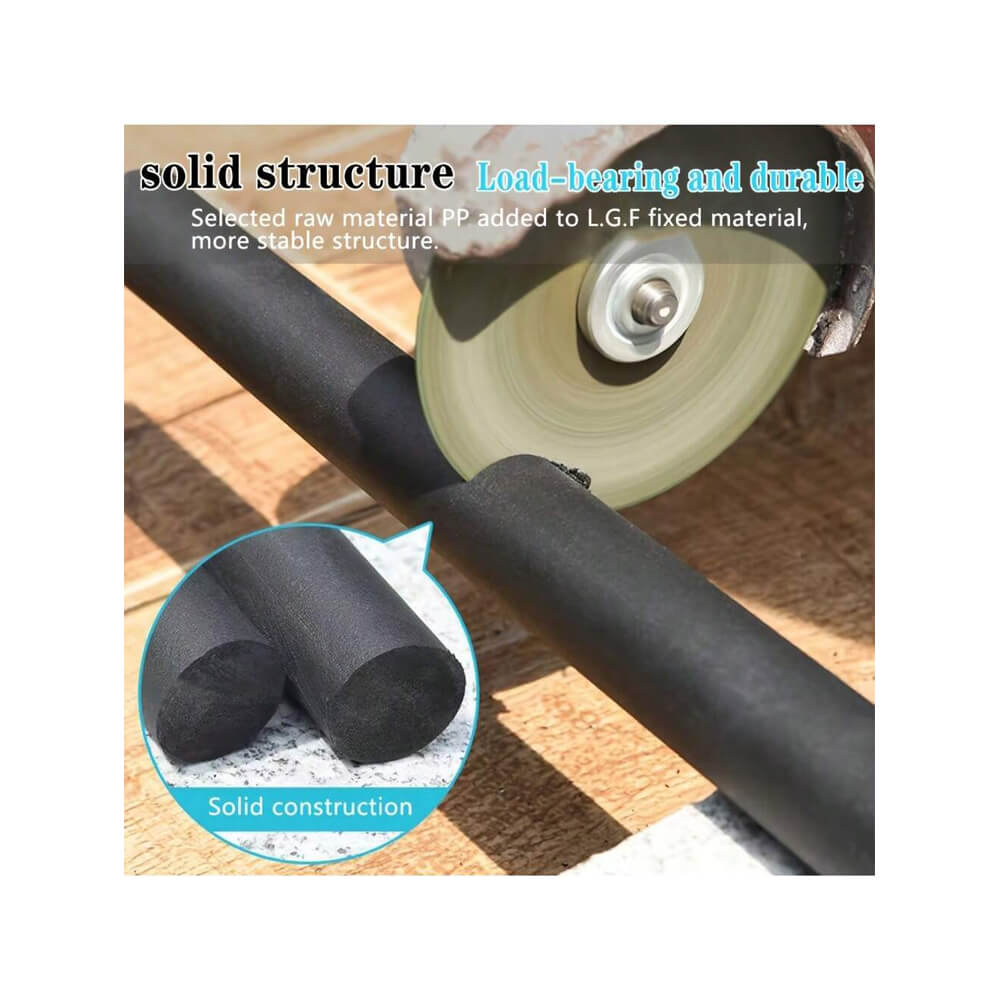 solid structure Load-bearing and durable
Selected raw material PP added to L.G.F fixed material,
more stable structure.
Solid construction